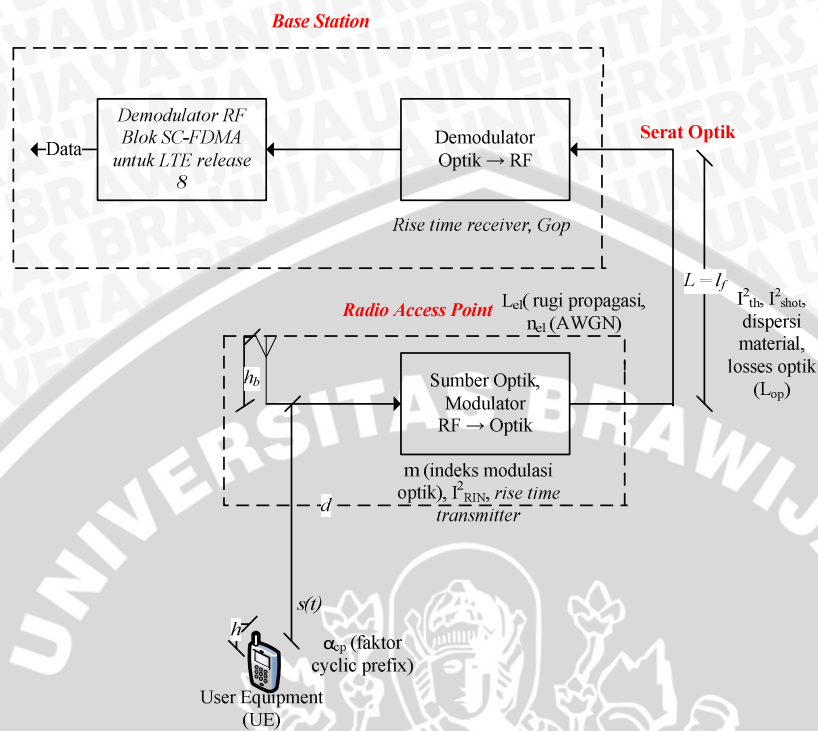 Base Station
Demodulator RF
Blok SC-FDMA
untuk LTE release
8
Data
Demodulator
Optik → RF
Rise time receiver, Gop
Serat Optik
L = l_f
I²th, I²shot,
dispersi
material,
losses optik
(Lop)
Radio Access Point
Lel( rugi propagasi,
nel (AWGN)
hb
Sumber Optik,
Modulator
RF → Optik
m (indeks modulasi
optik), I²RIN, rise time
transmitter
d
s(t)
h
αcp (faktor
cyclic prefix)
User Equipment
(UE)
UNIVERSITAS BRAWIJAYA